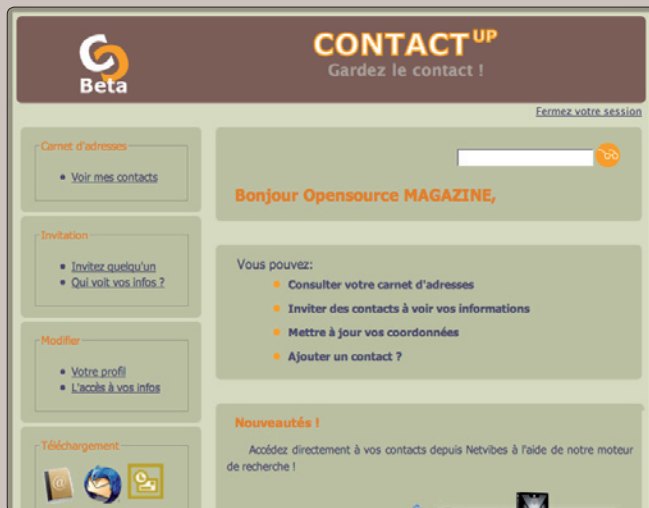 CONTACT UP
Gardez le contact !
Beta
Fermez votre session
Carnet d'adresses
Voir mes contacts
Invitation
Invitez quelqu'un
Qui voit vos infos ?
Modifier
Votre profil
L'accès à vos infos
Téléchargement
@
Bonjour Opensource MAGAZINE,
Vous pouvez:
Consulter votre carnet d'adresses
Inviter des contacts à voir vos informations
Mettre à jour vos coordonnées
Ajouter un contact ?
Nouveautés !
Accédez directement à vos contacts depuis Netvibes à l'aide de notre moteur
de recherche !